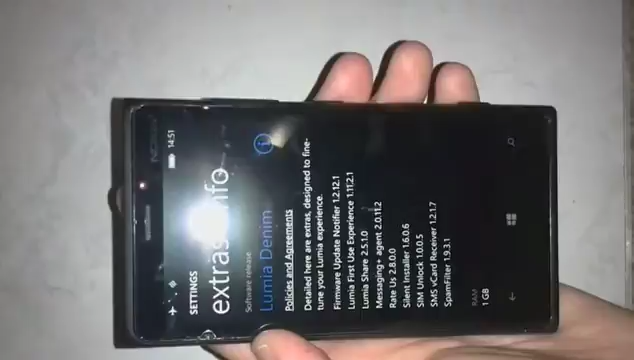 NOKIA
14:51
SETTINGS
extras+info
Software release
Lumia Denim
Policies and Agreements
Detailed here are extras, designed to fine-
tune your Lumia experience.
Firmware Update Notifier 1.2.12.1
Lumia First Use Experience 1.11.2.1
Lumia Share 2.5.1.0
Messaging+ agent 2.0.11.2
Rate Us 2.8.0.0
Silent Installer 1.6.0.6
SIM Unlock 1.0.0.5
SMS vCard Receiver 1.2.1.7
SpamFilter 1.9.3.1
RAM
1 GB